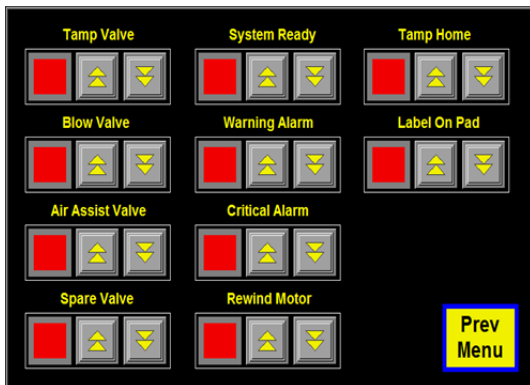 Tamp Valve
System Ready
Tamp Home
Blow Valve
Warning Alarm
Label On Pad
Air Assist Valve
Critical Alarm
Spare Valve
Rewind Motor
Prev
Menu